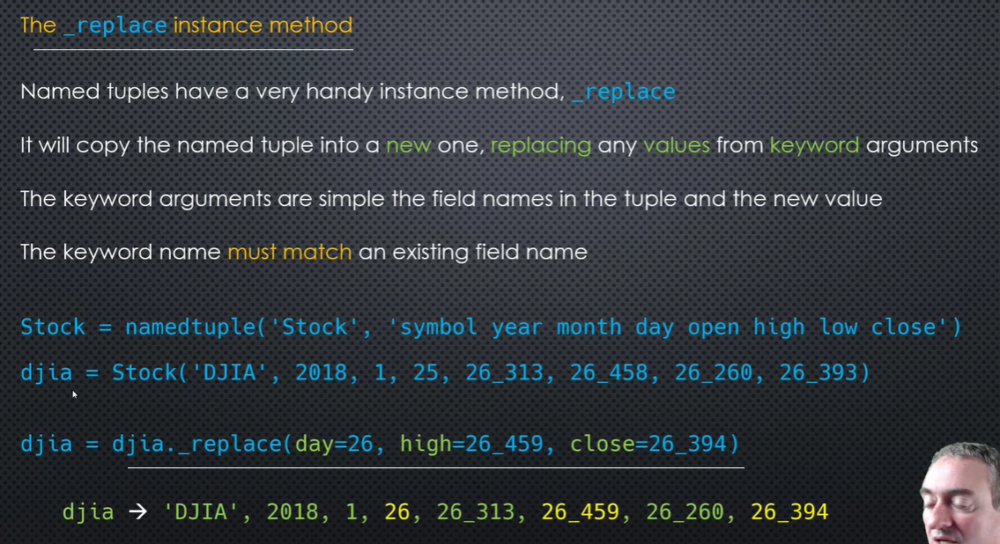 The _replace instance method
Named tuples have a very handy instance method, _replace
It will copy the named tuple into a new one, replacing any values from keyword arguments
The keyword arguments are simple the field names in the tuple and the new value
The keyword name must match an existing field name
Stock = namedtuple('Stock', 'symbol year month day open high low close')
djia = Stock('DJIA', 2018, 1, 25, 26_313, 26_458, 26_260, 26_393)
djia = djia._replace(day=26, high=26_459, close=26_394)
djia → 'DJIA', 2018, 1, 26, 26_313, 26_459, 26_260, 26_394